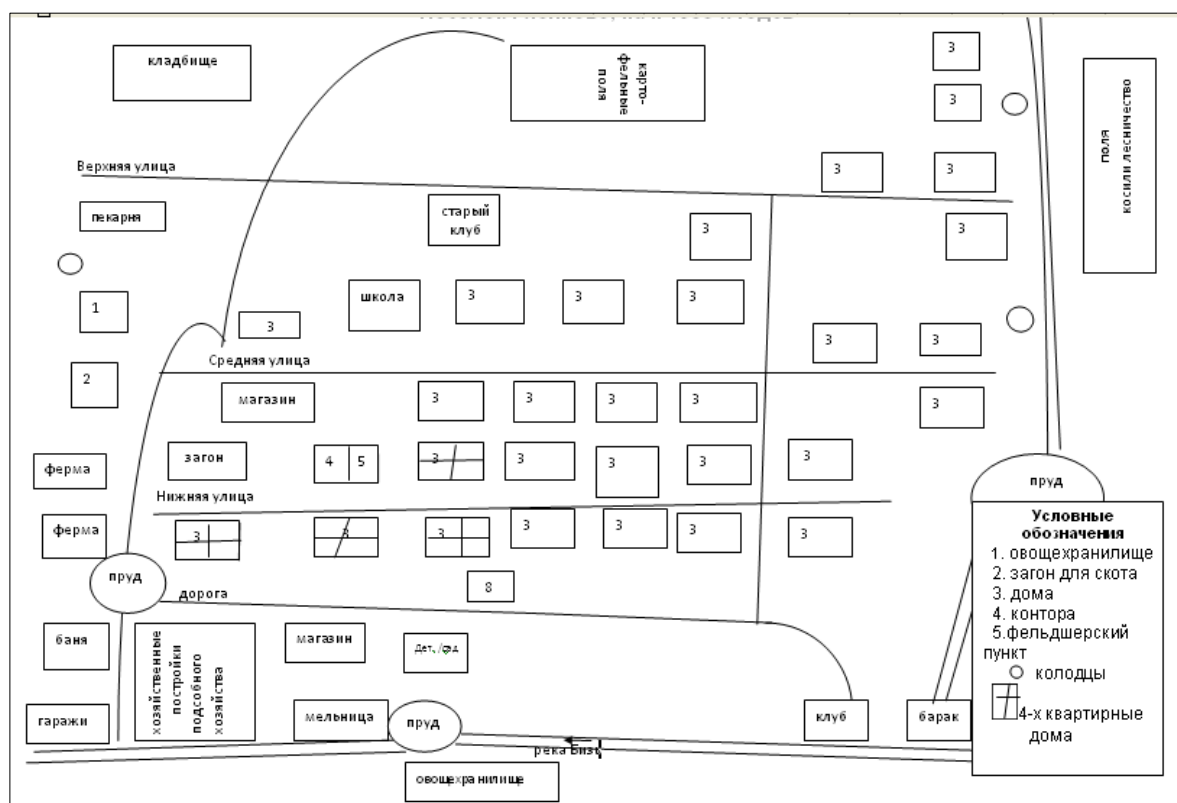 кладбище
карто-
фельные
поля
3
3
поля
косили лесничество
Верхняя улица
3
3
пекарня
старый
клуб
3
3
1
школа
3
3
3
3
3
3
Средняя улица
2
магазин
3
3
3
3
3
ферма
загон
4
5
3
3
3
3
3
пруд
Нижняя улица
ферма
3
3
3
3
3
3
3
пруд
8
дорога
баня
хозяйственные
постройки
подсобного
хозяйства
магазин
Дет. /сад
гаражи
мельница
пруд
клуб
барак
река
овощехранилище
Условные
обозначения
1. овощехранилище
2. загон для скота
3. дома
4. контора
5.фельдшерский
пункт
колодцы
4-х квартирные
дома